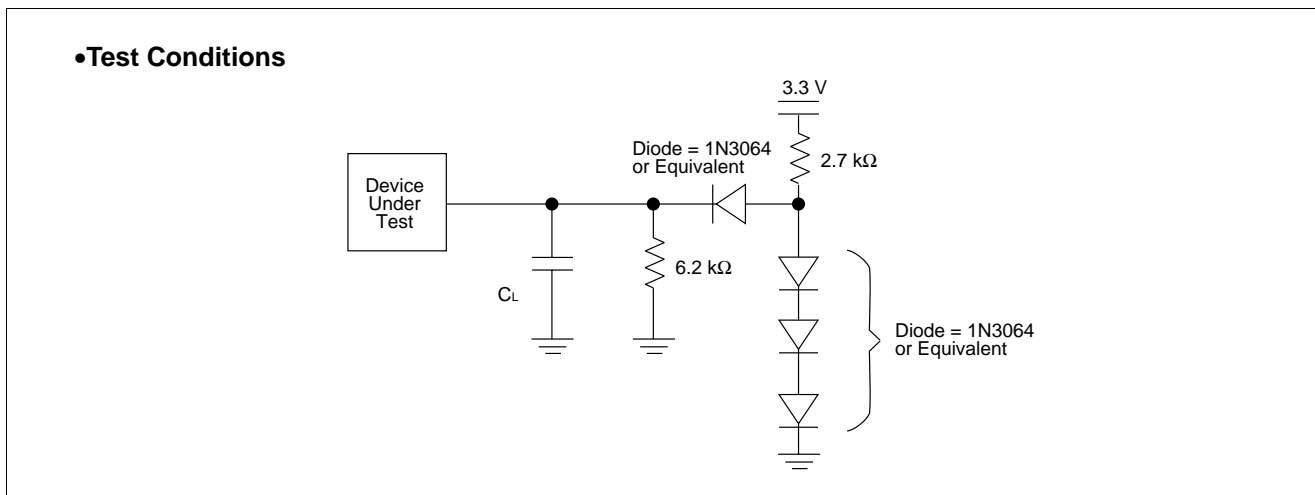 •Test Conditions
3.3 V
Diode = 1N3064
or Equivalent
2.7 kΩ
Device
Under
Test
6.2 kΩ
CL
Diode = 1N3064
or Equivalent